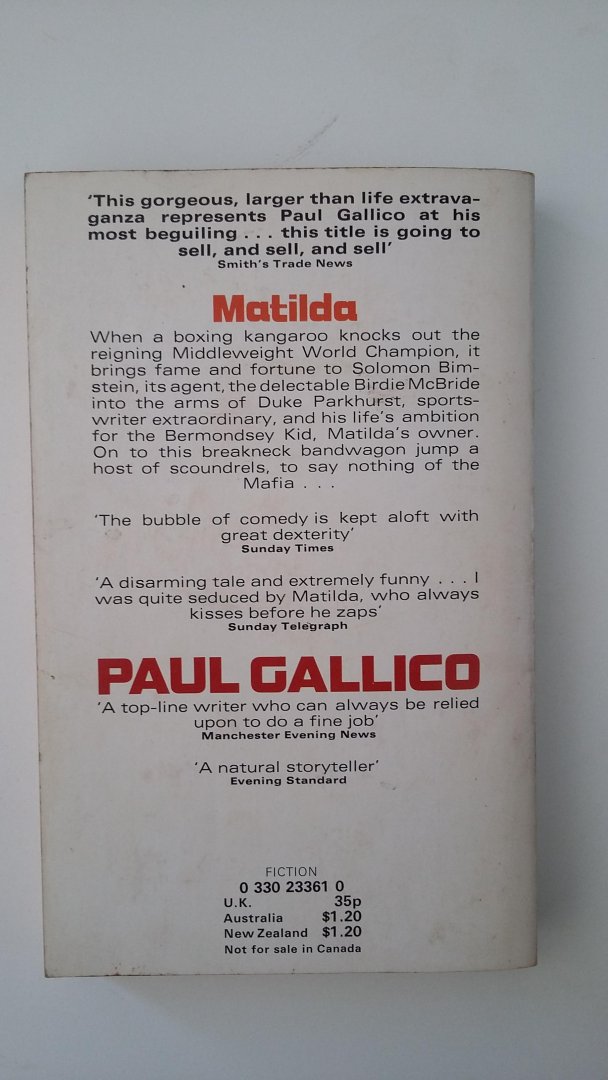 ‘This gorgeous, larger than life extrava-
ganza represents Paul Gallico at his
most beguiling . . . this title is going to
sell, and sell, and sell’
Smith's Trade News
Matilda
When a boxing kangaroo knocks out the
reigning Middleweight World Champion, it
brings fame and fortune to Solomon Bim-
stein, its agent, the delectable Birdie McBride
into the arms of Duke Parkhurst, sports-
writer extraordinary, and his life's ambition
for the Bermondsey Kid, Matilda's owner.
On to this breakneck bandwagon jump a
host of scoundrels, to say nothing of the
Mafia . . .
‘The bubble of comedy is kept aloft with
great dexterity’
Sunday Times
‘A disarming tale and extremely funny . . . I
was quite seduced by Matilda, who always
kisses before he zaps’
Sunday Telegraph
PAUL GALLICO
‘A top-line writer who can always be relied
upon to do a fine job’
Manchester Evening News
‘A natural storyteller’
Evening Standard
FICTION
0 330 23361 0
U.K. 35p
Australia $1.20
New Zealand $1.20
Not for sale in Canada